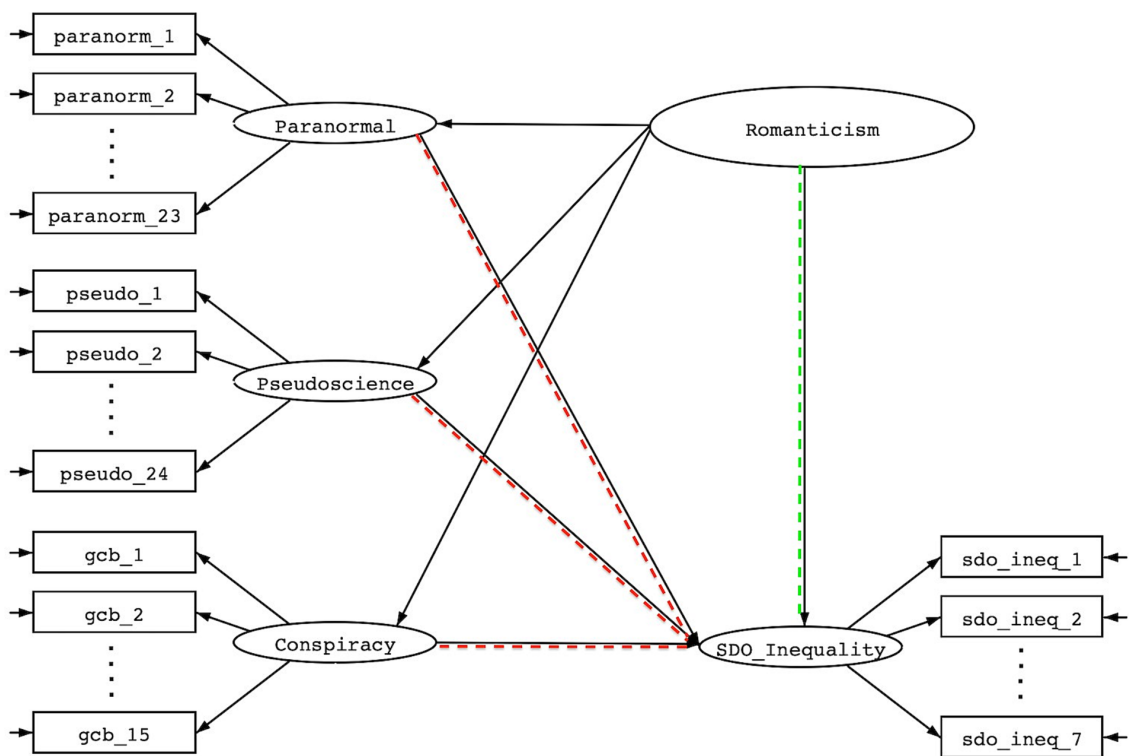 paranorm_1
paranorm_2
paranorm_23
Paranormal
Romanticism
pseudo_1
pseudo_2
pseudo_24
Pseudoscience
gcb_1
gcb_2
gcb_15
Conspiracy
SDO_Inequality
sdo_ineq_1
sdo_ineq_2
sdo_ineq_7